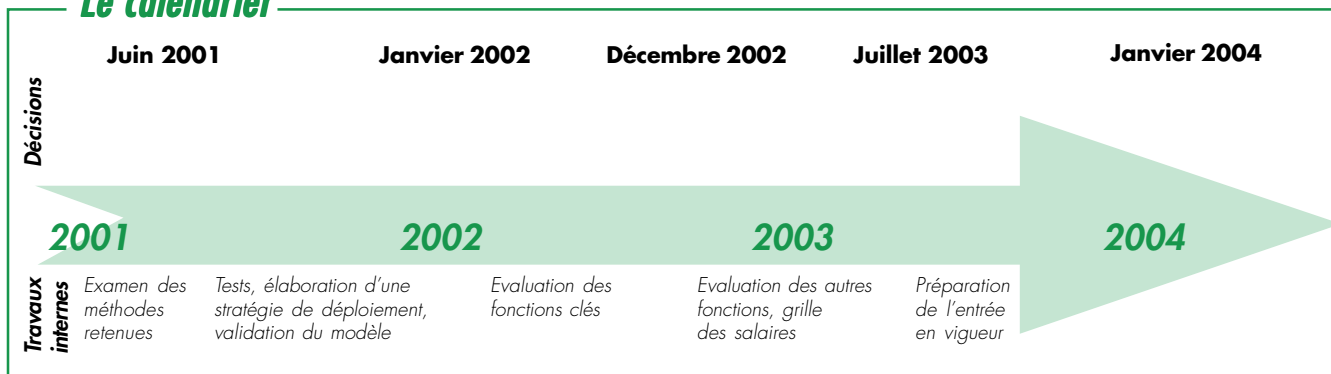 Le calendrier
Juin 2001 Janvier 2002 Décembre 2002 Juillet 2003 Janvier 2004
Décisions
2001 2002 2003 2004
Travaux
internes
Examen des
méthodes
retenues
Tests, élaboration d'une
stratégie de déploiement,
validation du modèle
Evaluation des
fonctions clés
Evaluation des autres
fonctions, grille
des salaires
Préparation
de l'entrée
en vigueur